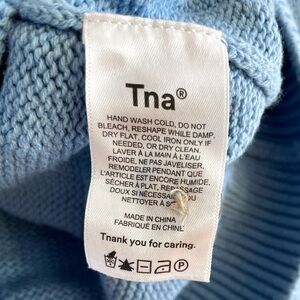 Tna®
HAND WASH COLD, DO NOT
BLEACH, RESHAPE WHILE DAMP,
DRY FLAT, COOL IRON ONLY IF
NEEDED, OR DRY CLEAN.
LAVER À LA MAIN À L'EAU
FROIDE, NE PAS JAVELISER,
REMODELER PENDANT QUE
L'ARTICLE EST ENCORE HUMIDE,
SÉCHER À PLAT, REPASSAGE
DOUX SI NÉCESSAIRE OU
NETTOYER À
MADE IN CHINA
FABRIQUÉ EN CHINE
Thank you for caring.
P